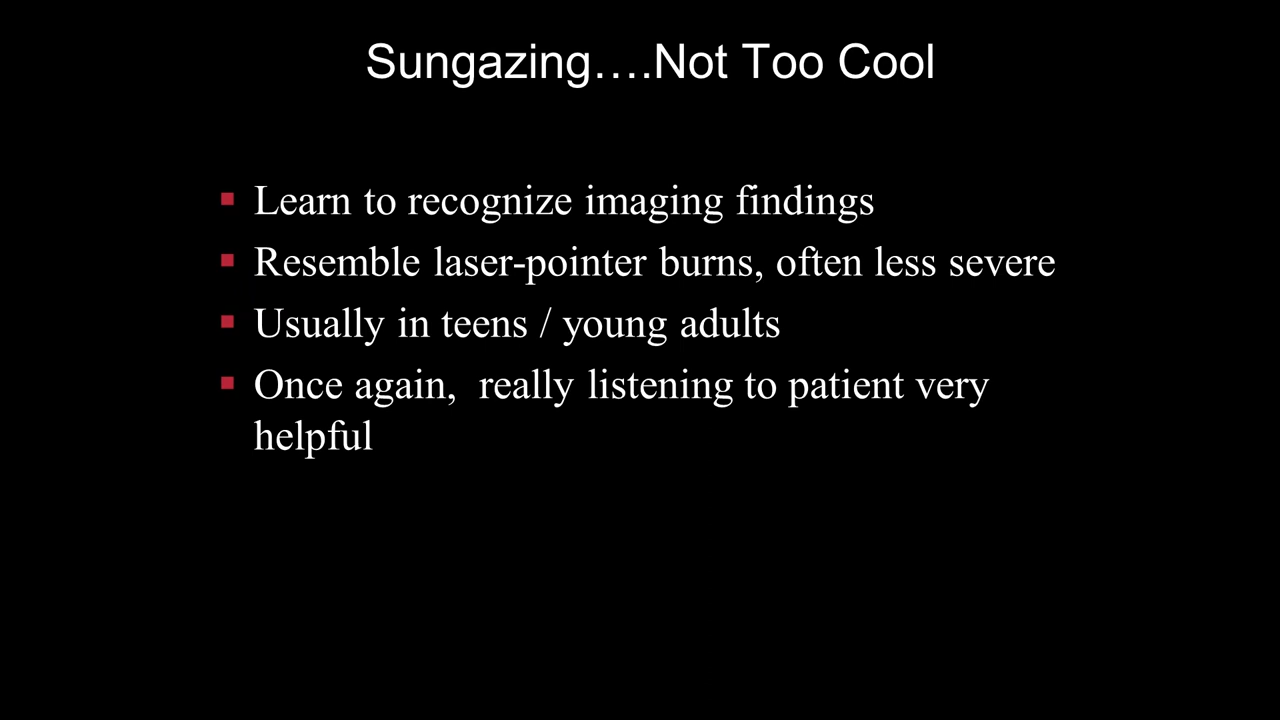 Sungazing….Not Too Cool
▪ Learn to recognize imaging findings
▪ Resemble laser-pointer burns, often less severe
▪ Usually in teens / young adults
▪ Once again,  really listening to patient very
helpful